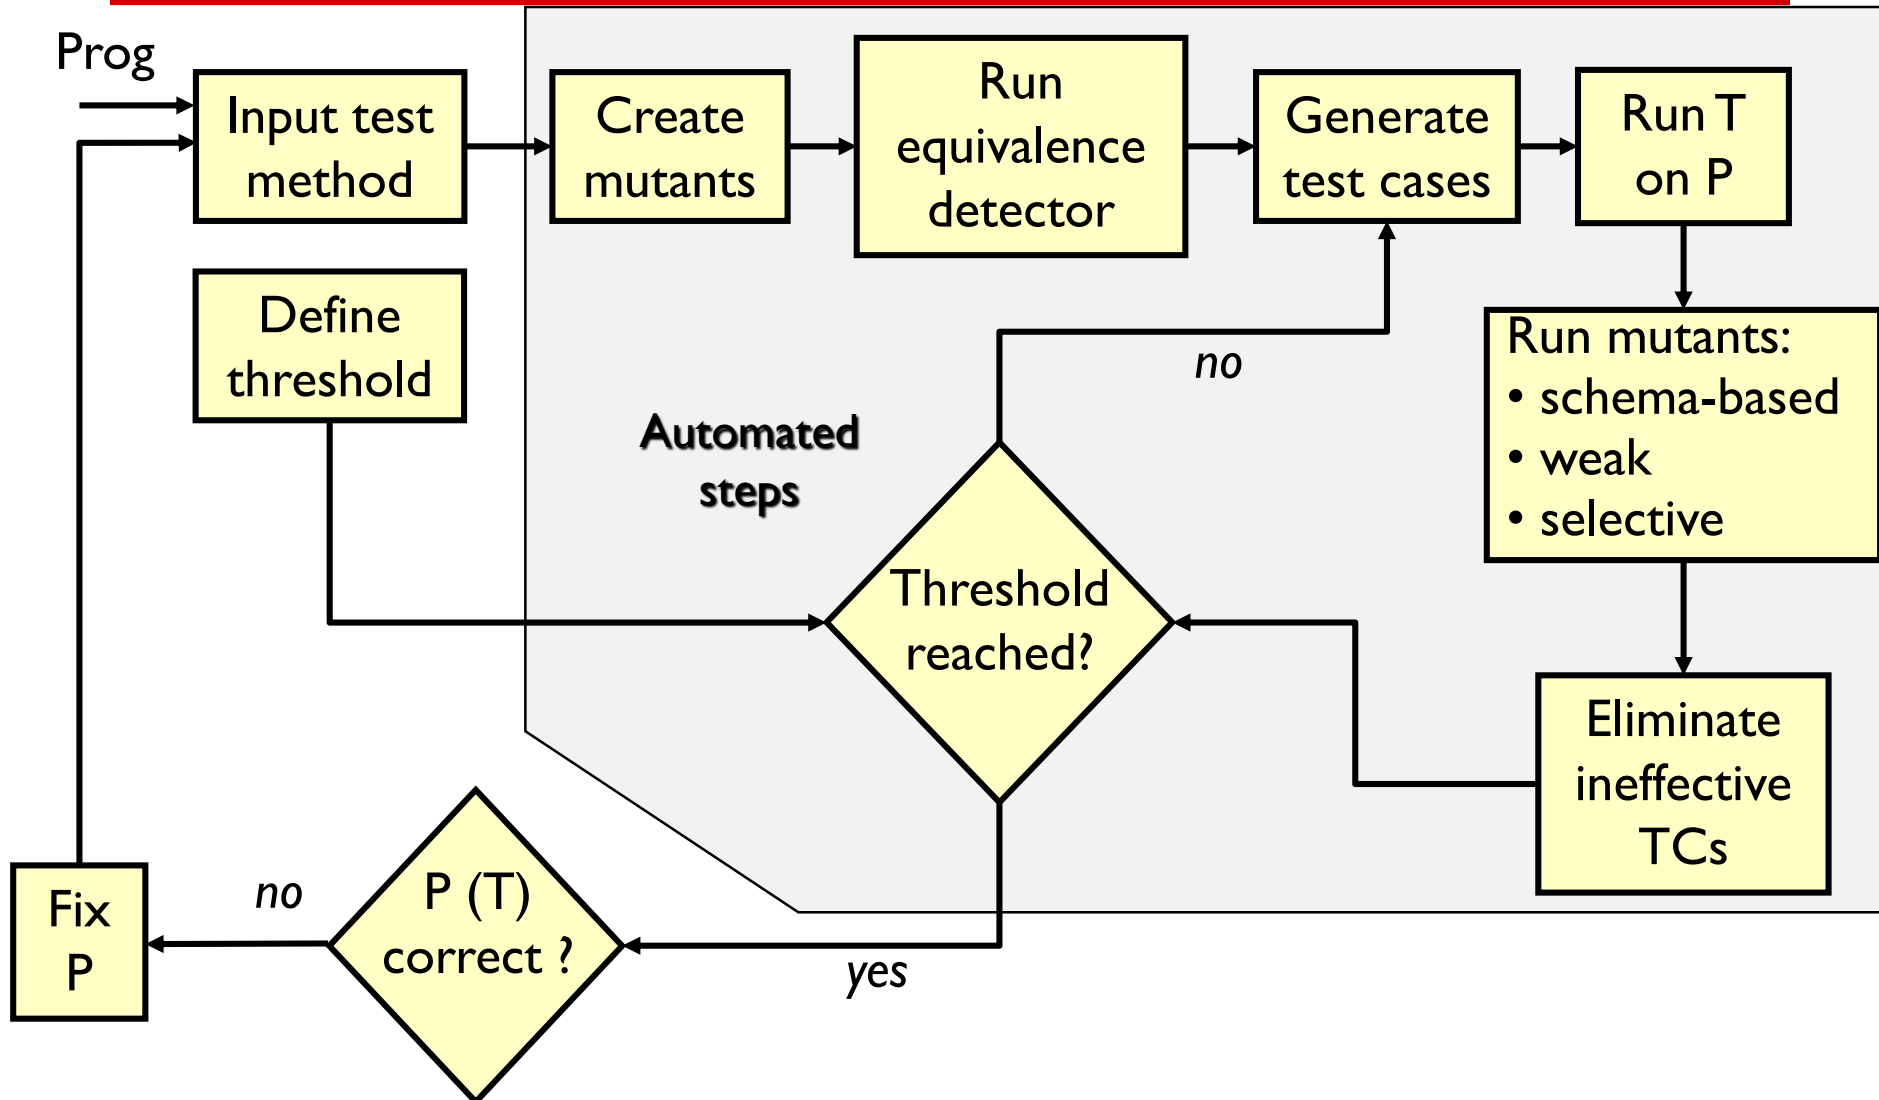 Prog
Input test
method
Create
mutants
Run
equivalence
detector
Generate
test cases
Run T
on P
Define
threshold
Automated
steps
no
Run mutants:
• schema-based
• weak
• selective
Threshold
reached?
Eliminate
ineffective
TCs
Fix
P
no
P (T)
correct ?
yes